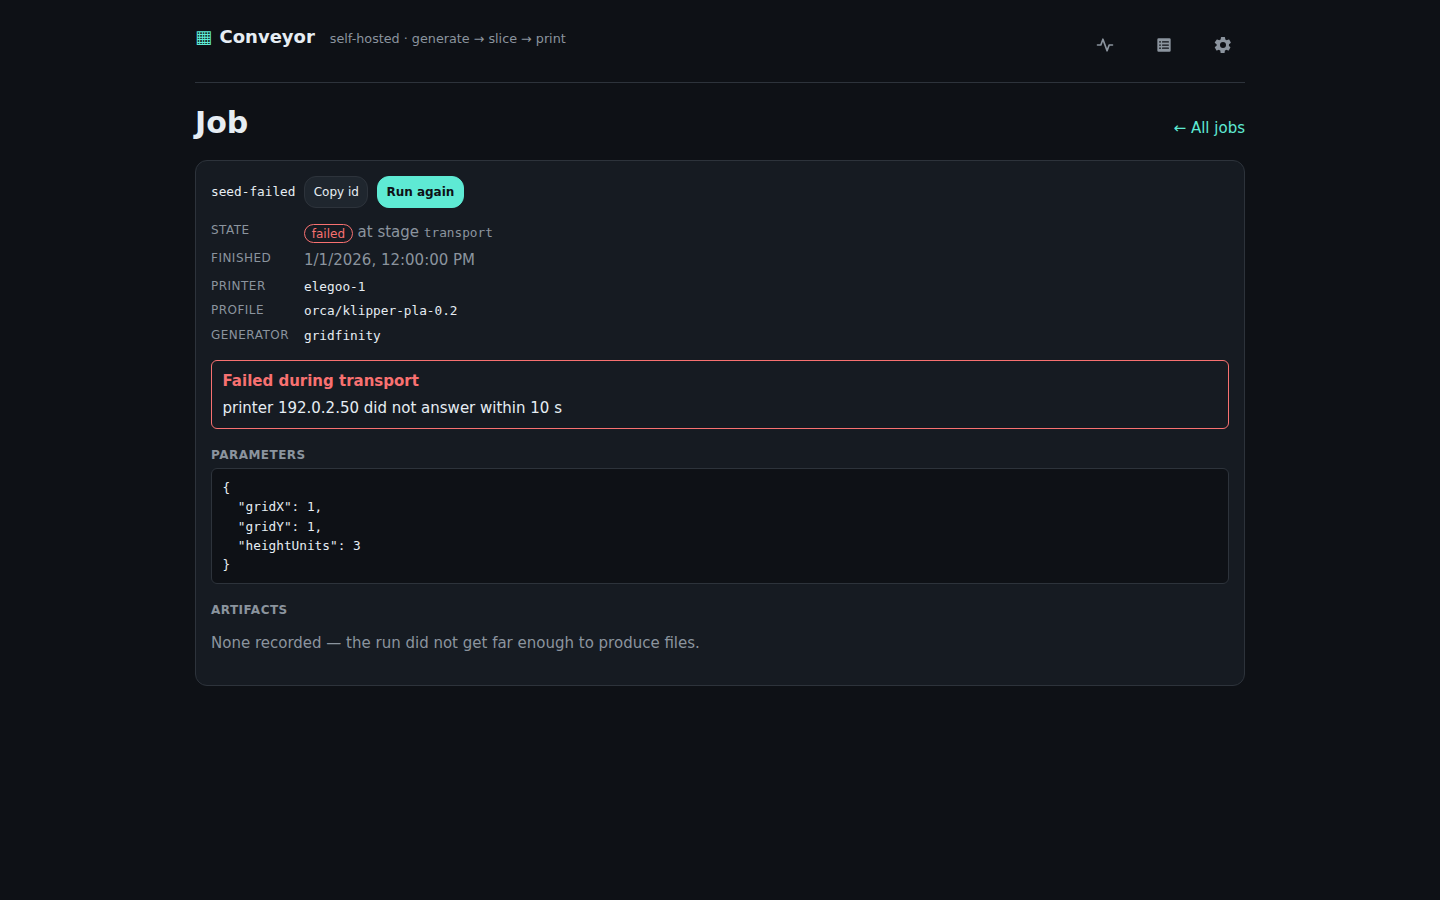 ▦ Conveyor self-hosted · generate → slice → print
Job
← All jobs
seed-failed Copy id Run again
STATE failed at stage transport
FINISHED 1/1/2026, 12:00:00 PM
PRINTER elegoo-1
PROFILE orca/klipper-pla-0.2
GENERATOR gridfinity
Failed during transport
printer 192.0.2.50 did not answer within 10 s
PARAMETERS
{
  "gridX": 1,
  "gridY": 1,
  "heightUnits": 3
}
ARTIFACTS
None recorded — the run did not get far enough to produce files.